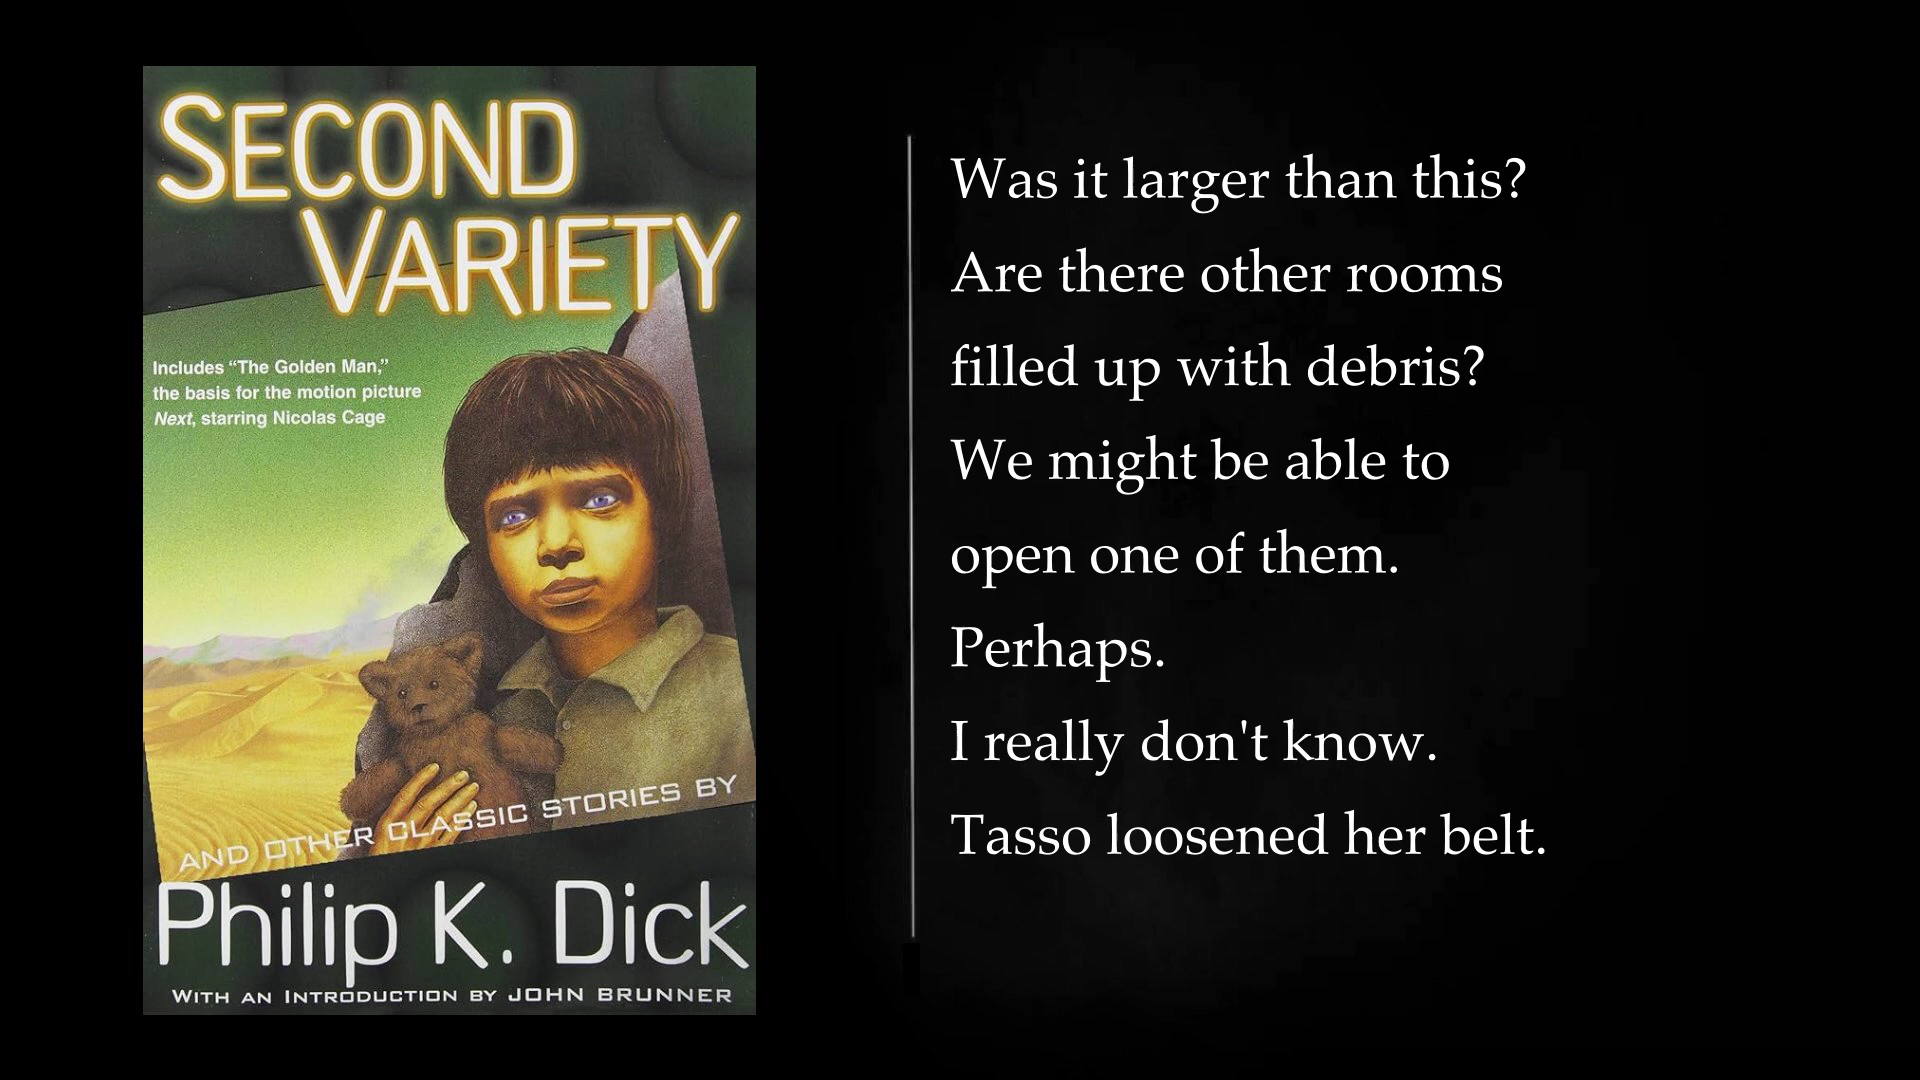 SECOND
VARIETY
Includes “The Golden Man,”
the basis for the motion picture
Next, starring Nicolas Cage
AND OTHER CLASSIC STORIES BY
Philip K. Dick
WITH AN INTRODUCTION BY JOHN BRUNNER
Was it larger than this?
Are there other rooms
filled up with debris?
We might be able to
open one of them.
Perhaps.
I really don't know.
Tasso loosened her belt.